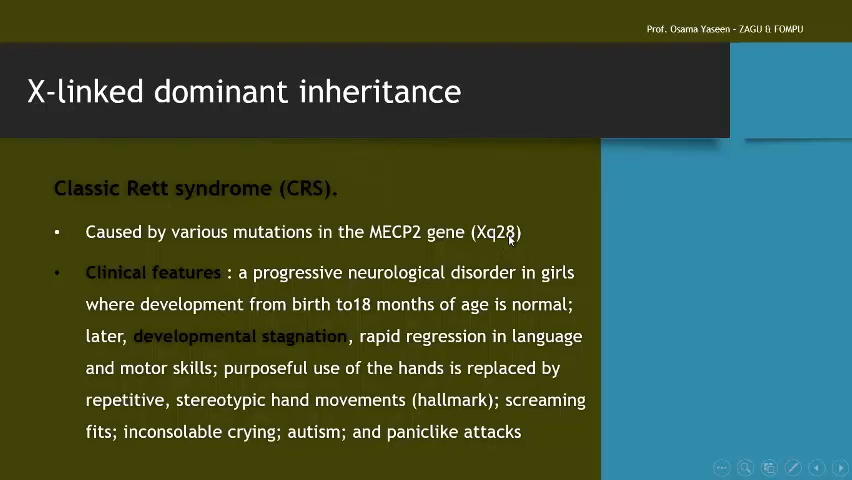 Prof. Osama Yaseen - ZAGU & FOMPU
X-linked dominant inheritance
Classic Rett syndrome (CRS).
• Caused by various mutations in the MECP2 gene (Xq28)
• Clinical features : a progressive neurological disorder in girls
where development from birth to18 months of age is normal;
later, developmental stagnation, rapid regression in language
and motor skills; purposeful use of the hands is replaced by
repetitive, stereotypic hand movements (hallmark); screaming
fits; inconsolable crying; autism; and paniclike attacks